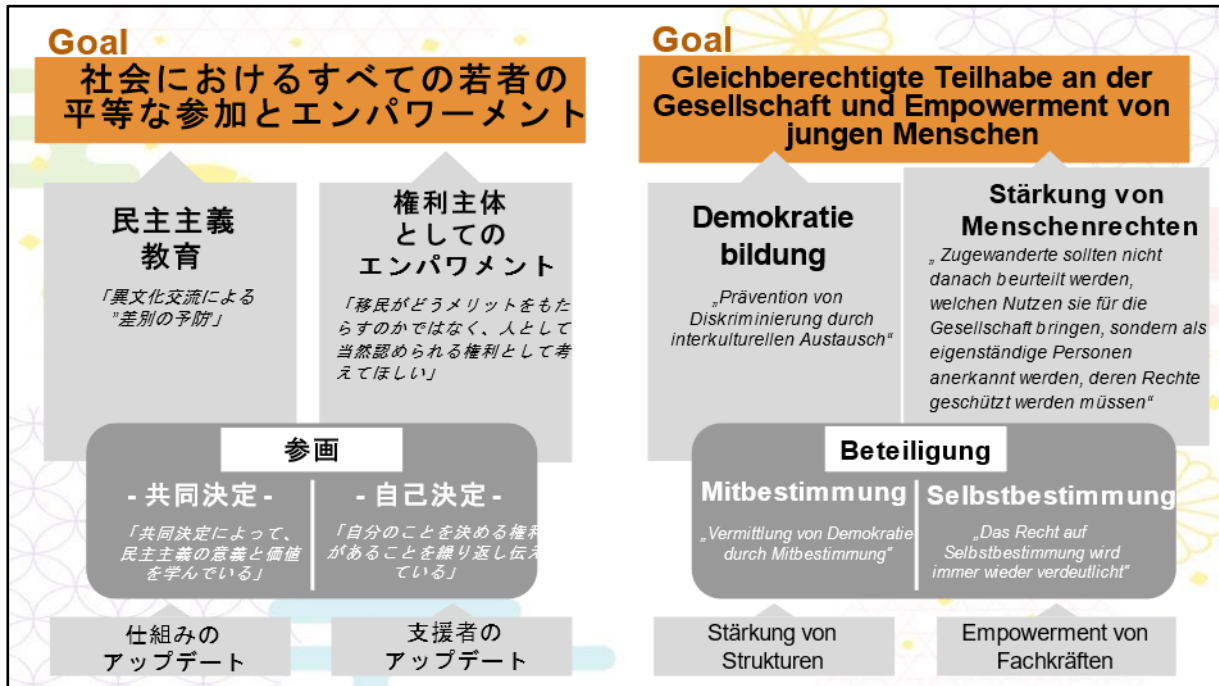 Goal
社会におけるすべての若者の
平等な参加とエンパワーメント
民主主義
教育
「異文化交流による
”差別の予防”」
権利主体
としての
エンパワメント
「移民がどうメリットをもた
らすのかではなく、人として
当然認められる権利として考
えてほしい」
参画
- 共同決定 -
「共同決定によって、
民主主義の意義と価値
を学んでいる」
- 自己決定 -
「自分のことを決める権利
があることを繰り返し伝え
ている」
仕組みの
アップデート
支援者の
アップデート
Goal
Gleichberechtigte Teilhabe an der
Gesellschaft und Empowerment von
jungen Menschen
Demokratie
bildung
„Prävention von
Diskriminierung durch
interkulturellen Austausch“
Stärkung von
Menschenrechten
„ Zugewanderte sollten nicht
danach beurteilt werden,
welchen Nutzen sie für die
Gesellschaft bringen, sondern als
eigenständige Personen
anerkannt werden, deren Rechte
geschützt werden müssen“
Beteiligung
Mitbestimmung
„Vermittlung von Demokratie
durch Mitbestimmung"
Selbstbestimmung
„Das Recht auf
Selbstbestimmung wird
immer wieder verdeutlicht"
Stärkung von
Strukturen
Empowerment von
Fachkräften